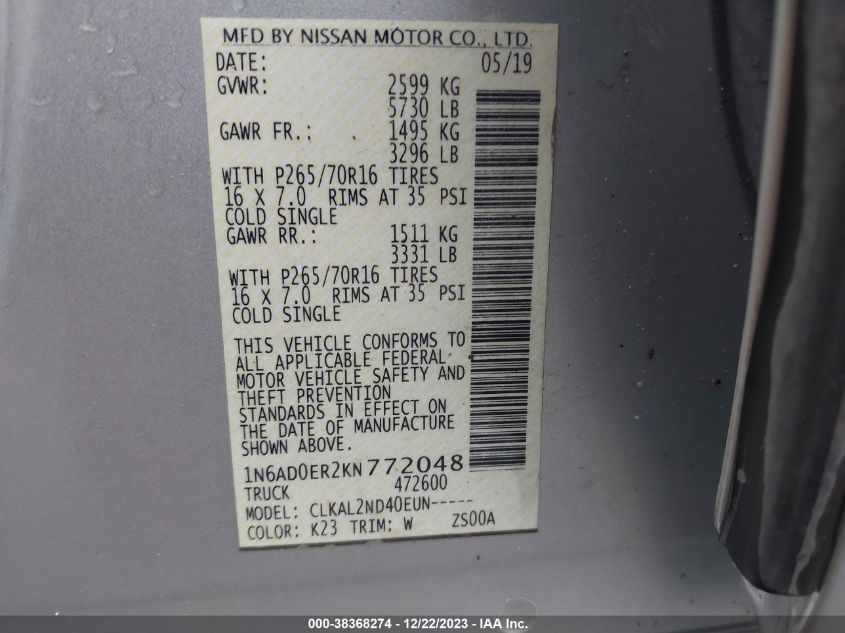 MFD BY NISSAN MOTOR CO., LTD.
DATE: 05/19
GVWR: 2599 KG
5730 LB
GAWR FR.: 1495 KG
3296 LB
WITH P265/70R16 TIRES
16 X 7.0 RIMS AT 35 PSI
COLD SINGLE
GAWR RR.: 1511 KG
3331 LB
WITH P265/70R16 TIRES
16 X 7.0 RIMS AT 35 PSI
COLD SINGLE
THIS VEHICLE CONFORMS TO
ALL APPLICABLE FEDERAL
MOTOR VEHICLE SAFETY AND
THEFT PREVENTION
STANDARDS IN EFFECT ON
THE DATE OF MANUFACTURE
SHOWN ABOVE.
1N6AD0ER2KN772048
TRUCK 472600
MODEL: CLKAL2ND40EUN-----
COLOR: K23 TRIM: W ZS00A
000-38368274 - 12/22/2023 - IAA Inc.